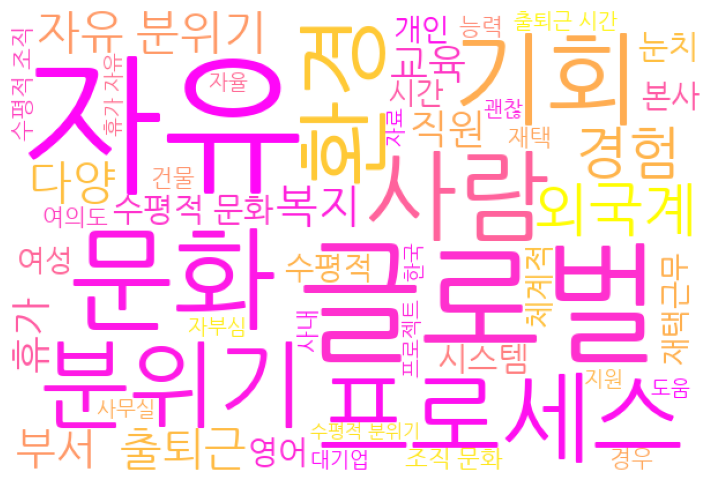 자유 분위기
개인
능력
출퇴근 시간
수평적 조직
휴가 자유
자율
환경
교육
시간
기회
눈치
괜찮
본사
자유
자료
직원
재택
경험
다양
건물
사람
외국계
여의도
수평적 문화
복지
문화
여성
수평적
글로벌
한국
체계적
재택근무
휴가
자부심
사내
프로젝트
시스템
분위기
프로세스
지원
도움
사무실
부서
출퇴근
영어
수평적 분위기
대기업
조직 문화
경우